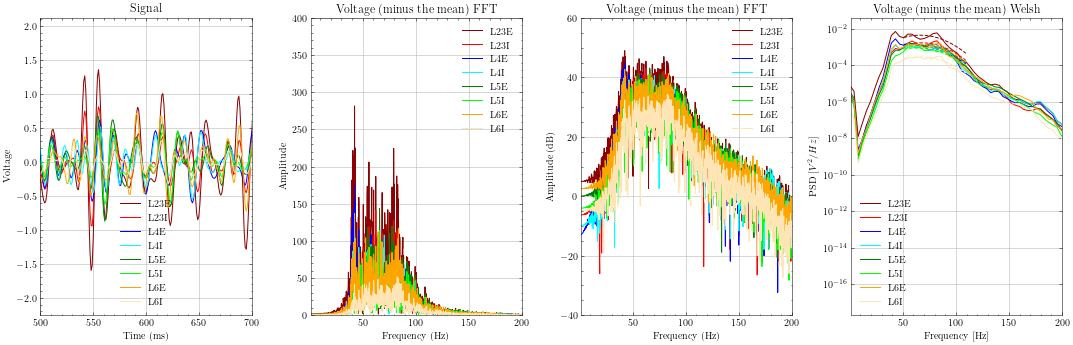 Signal
Voltage
2.0
1.5
1.0
0.5
0.0
−0.5
−1.0
−1.5
−2.0
L23E
L23I
L4E
L4I
L5E
L5I
L6E
L6I
500
550
600
650
700
Time (ms)
Voltage (minus the mean) FFT
Amplitude
400
350
300
250
200
150
100
50
0
L23E
L23I
L4E
L4I
L5E
L5I
L6E
L6I
50
100
150
200
Frequency (Hz)
Voltage (minus the mean) FFT
Amplitiude (dB)
60
40
20
0
−20
−40
L23E
L23I
L4E
L4I
L5E
L5I
L6E
L6I
50
100
150
200
Frequency (Hz)
Voltage (minus the mean) Welsh
PSD [V²/Hz]
10⁻²
10⁻⁴
10⁻⁶
10⁻⁸
10⁻¹⁰
10⁻¹²
10⁻¹⁴
10⁻¹⁶
L23E
L23I
L4E
L4I
L5E
L5I
L6E
L6I
50
100
150
200
Frequency [Hz]